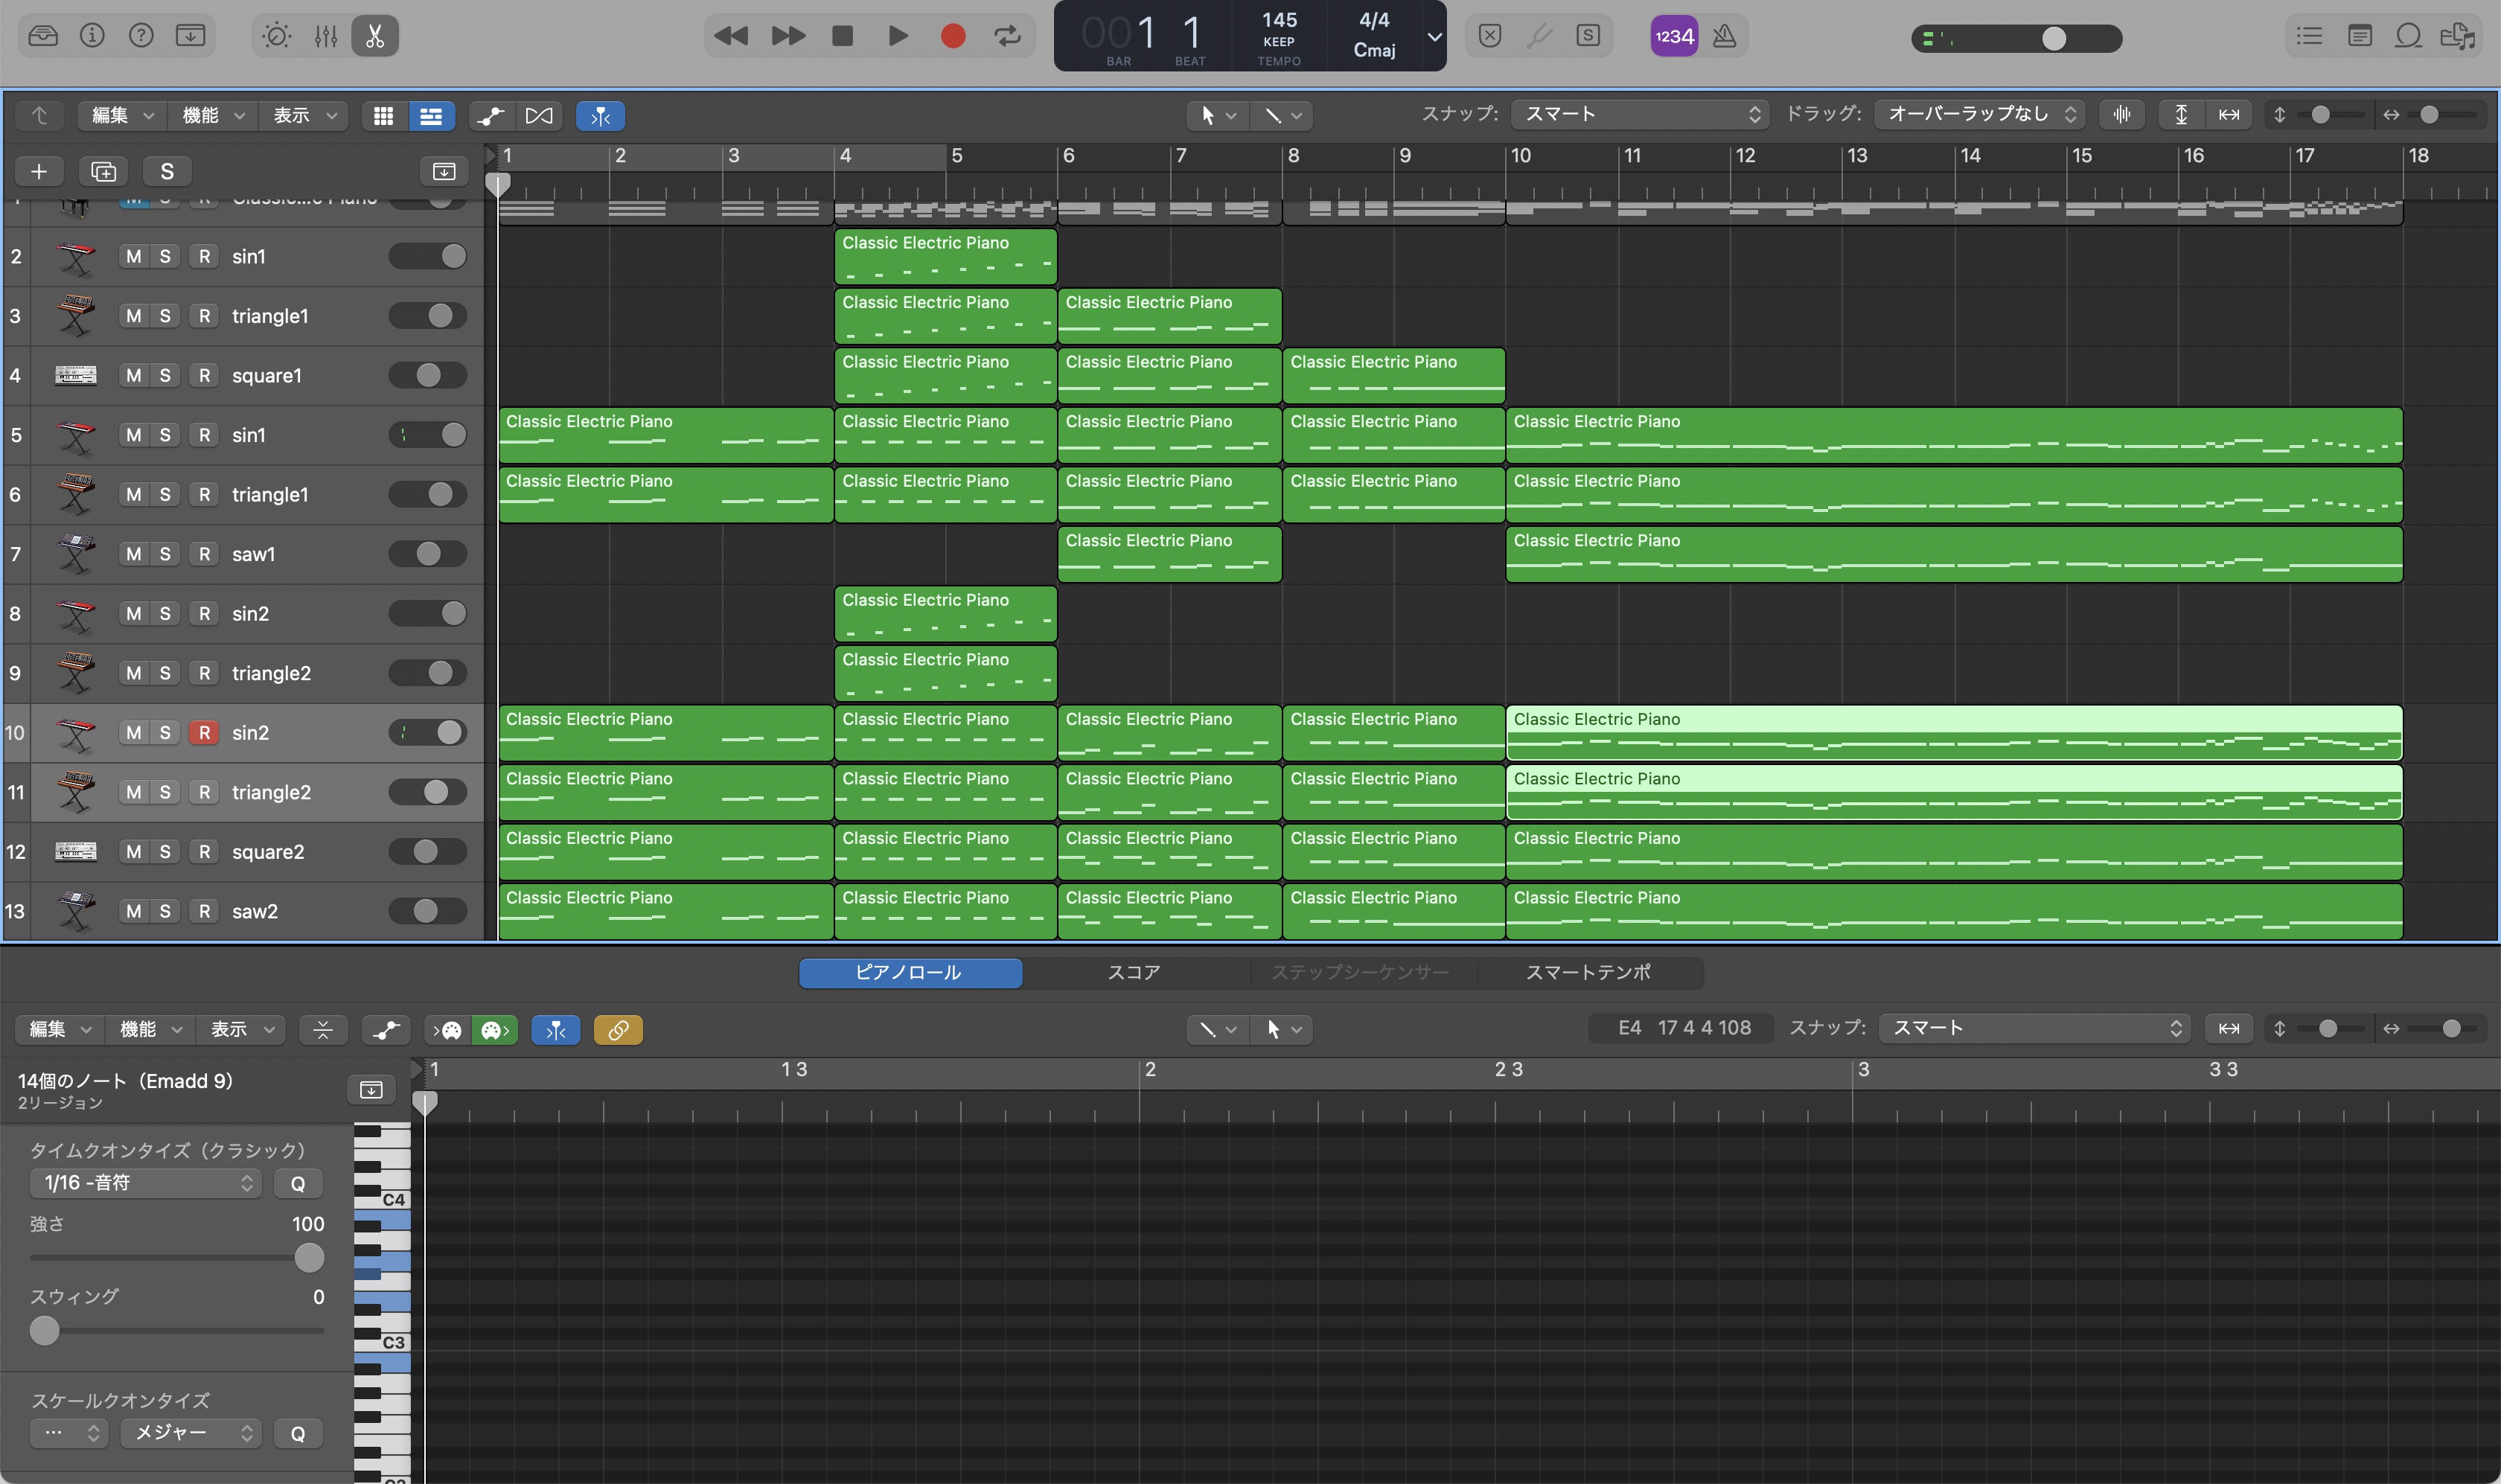 001 1
BAR BEAT
145
KEEP
TEMPO
4/4
Cmaj
S
1234
編集 機能 表示
スナップ: スマート
ドラッグ: オーバーラップなし
S
1 2 3 4 5 6 7 8 9 10 11 12 13 14 15 16 17 18
2 M S R sin1
Classic Electric Piano
3 M S R triangle1
Classic Electric Piano Classic Electric Piano
4 M S R square1
Classic Electric Piano Classic Electric Piano Classic Electric Piano
5 M S R sin1
Classic Electric Piano Classic Electric Piano Classic Electric Piano Classic Electric Piano Classic Electric Piano
6 M S R triangle1
Classic Electric Piano Classic Electric Piano Classic Electric Piano Classic Electric Piano Classic Electric Piano
7 M S R saw1
Classic Electric Piano Classic Electric Piano
8 M S R sin2
Classic Electric Piano
9 M S R triangle2
Classic Electric Piano
10 M S R sin2
Classic Electric Piano Classic Electric Piano Classic Electric Piano Classic Electric Piano Classic Electric Piano
11 M S R triangle2
Classic Electric Piano Classic Electric Piano Classic Electric Piano Classic Electric Piano Classic Electric Piano
12 M S R square2
Classic Electric Piano Classic Electric Piano Classic Electric Piano Classic Electric Piano Classic Electric Piano
13 M S R saw2
Classic Electric Piano Classic Electric Piano Classic Electric Piano Classic Electric Piano Classic Electric Piano
ピアノロール スコア ステップシーケンサー スマートテンポ
編集 機能 表示
E4 17 4 4 108
スナップ: スマート
1 1 3 2 2 3 3 3 3
14個のノート（Emadd 9）
2リージョン
タイムクオンタイズ（クラシック）
1/16 -音符 Q
強さ 100
スウィング 0
スケールクオンタイズ
... メジャー Q
C4
C3